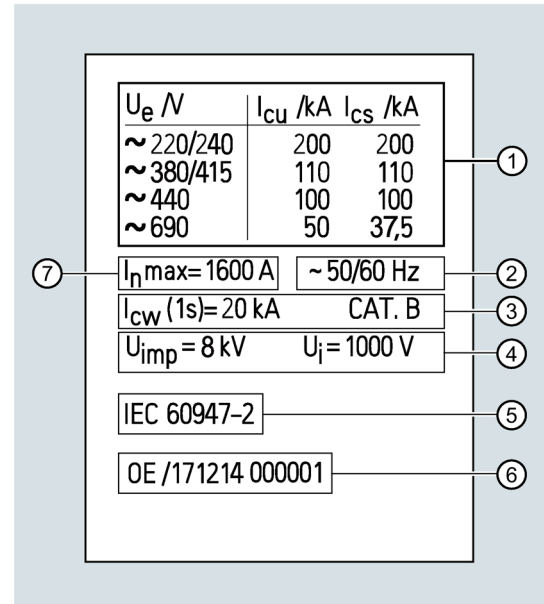 Ue /V Icu /kA Ics /kA
~ 220/240 200 200
~ 380/415 110 110
~ 440 100 100
~ 690 50 37,5
1
7 In max= 1600 A ~ 50/60 Hz 2
Icw (1s)= 20 kA CAT. B 3
Uimp = 8 kV Ui = 1000 V 4
IEC 60947-2 5
OE /171214 000001 6